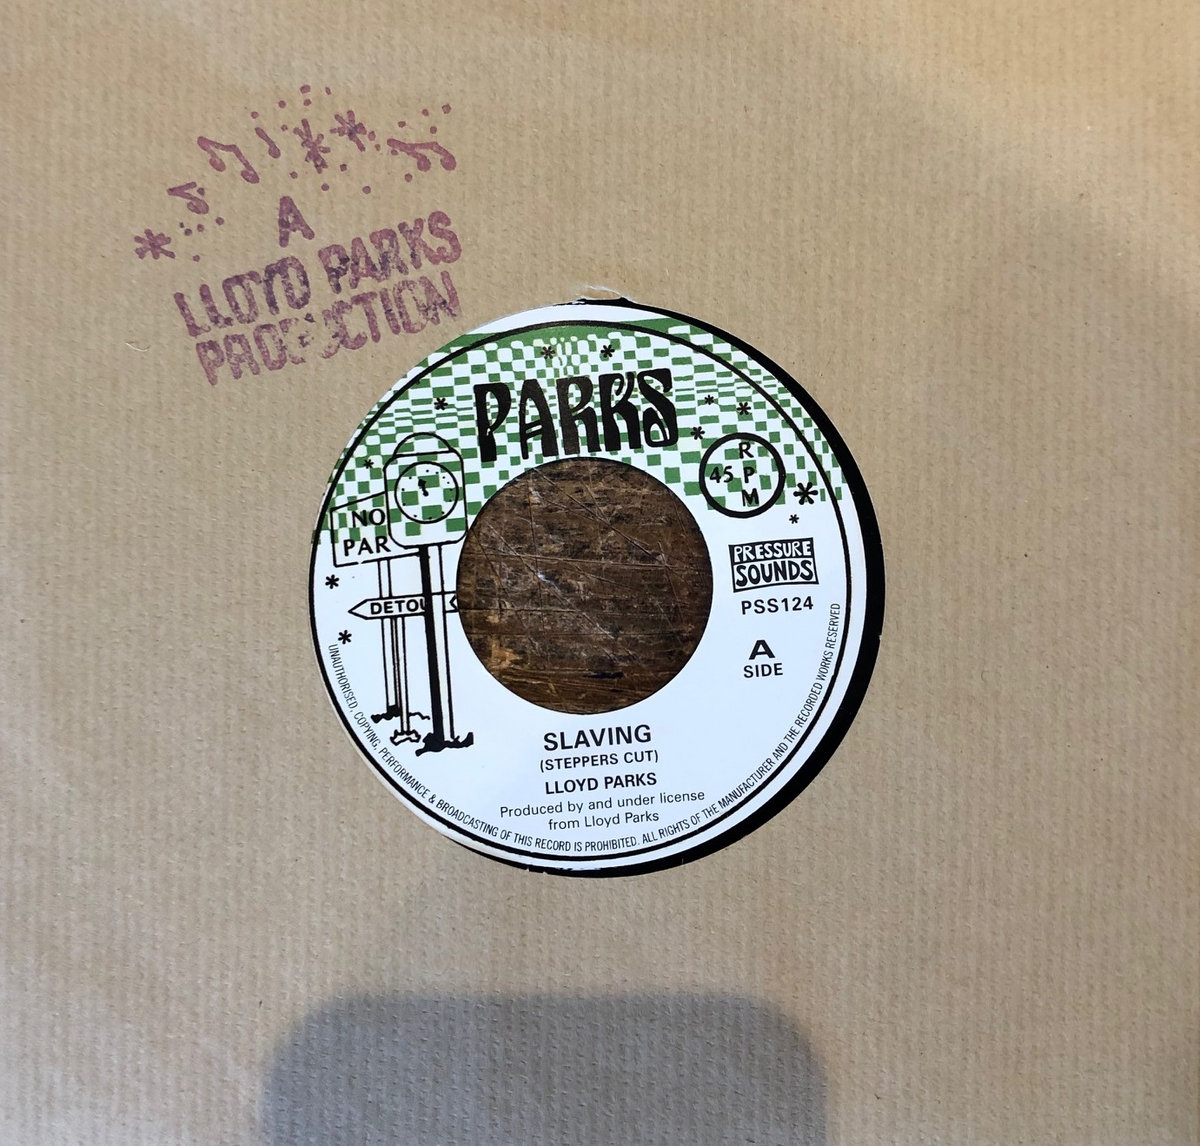 A
LLOYD PARKS
PRODUCTION
PARKS
45 RPM
NO
PAR
DETOU
PRESSURE
SOUNDS
PSS124
A
SIDE
SLAVING
(STEPPERS CUT)
LLOYD PARKS
Produced by and under license
from Lloyd Parks
UNAUTHORISED, COPYING, PERFORMANCE & BROADCASTING OF THIS RECORD IS PROHIBITED. ALL RIGHTS OF THE MANUFACTURER AND THE RECORDED WORKS RESERVED